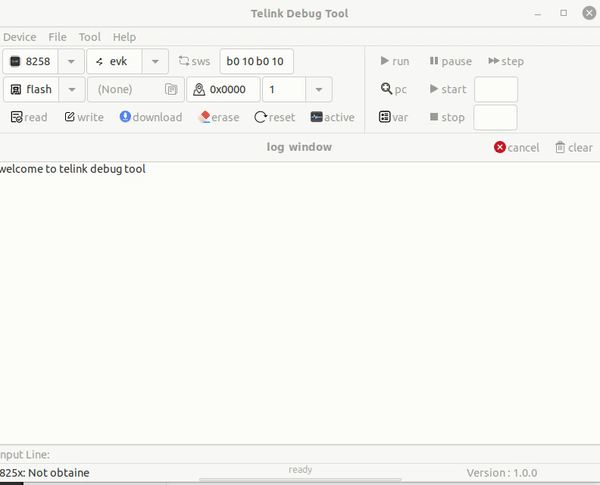 Telink Debug Tool
Device File Tool Help
8258 evk sws b0 10 b0 10 run pause step
flash (None) 0x0000 1 pc start
read write download erase reset active var stop
log window cancel clear
welcome to telink debug tool
nput Line:
825x: Not obtaine ready Version : 1.0.0